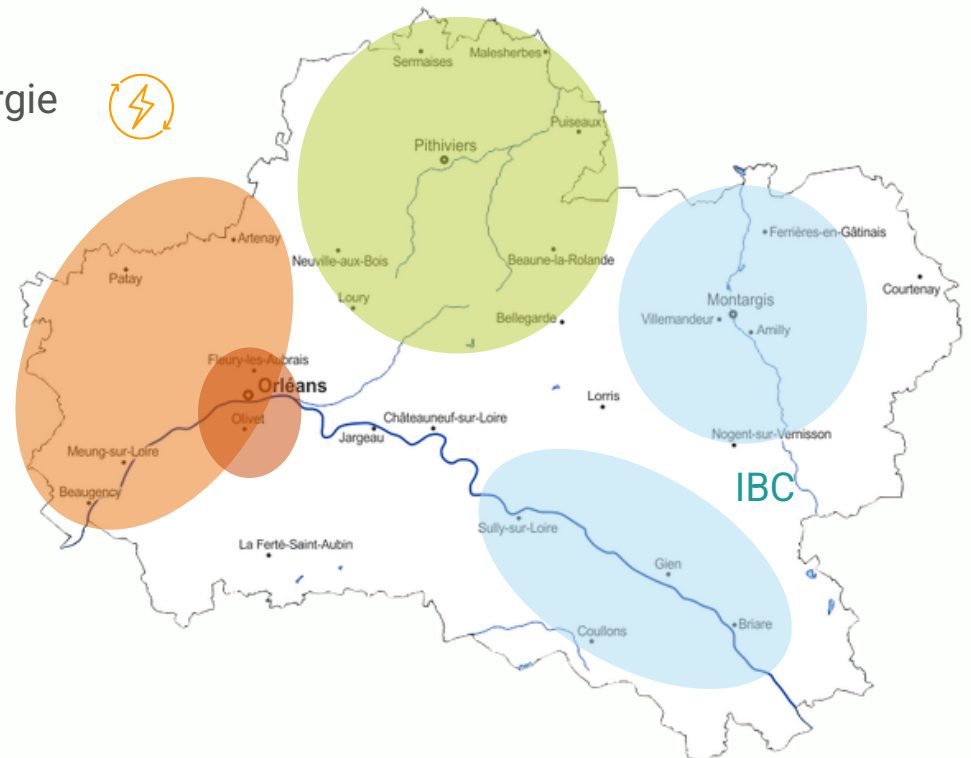 rgie
Sermaises
Malesherbes
Puiseaux
Pithiviers
Artenay
Ferrières-en-Gâtinais
Neuville-aux-Bois
Beaune-la-Rolande
Patay
Courtenay
Loury
Montargis
Bellegarde
Villemandeur
Amilly
Fleury-les-Aubrais
Orléans
Lorris
Olivet
Châteauneuf-sur-Loire
Jargeau
Nogent-sur-Vernisson
Meung-sur-Loire
IBC
Beaugency
Sully-sur-Loire
La Ferté-Saint-Aubin
Gien
Briare
Coullons